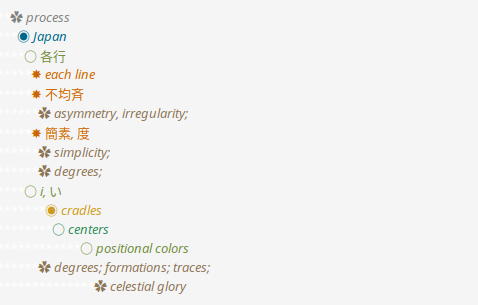 process
Japan
各行
each line
不均斉
asymmetry, irregularity;
簡素, 度
simplicity;
degrees;
i, い
cradles
centers
positional colors
degrees; formations; traces;
celestial glory